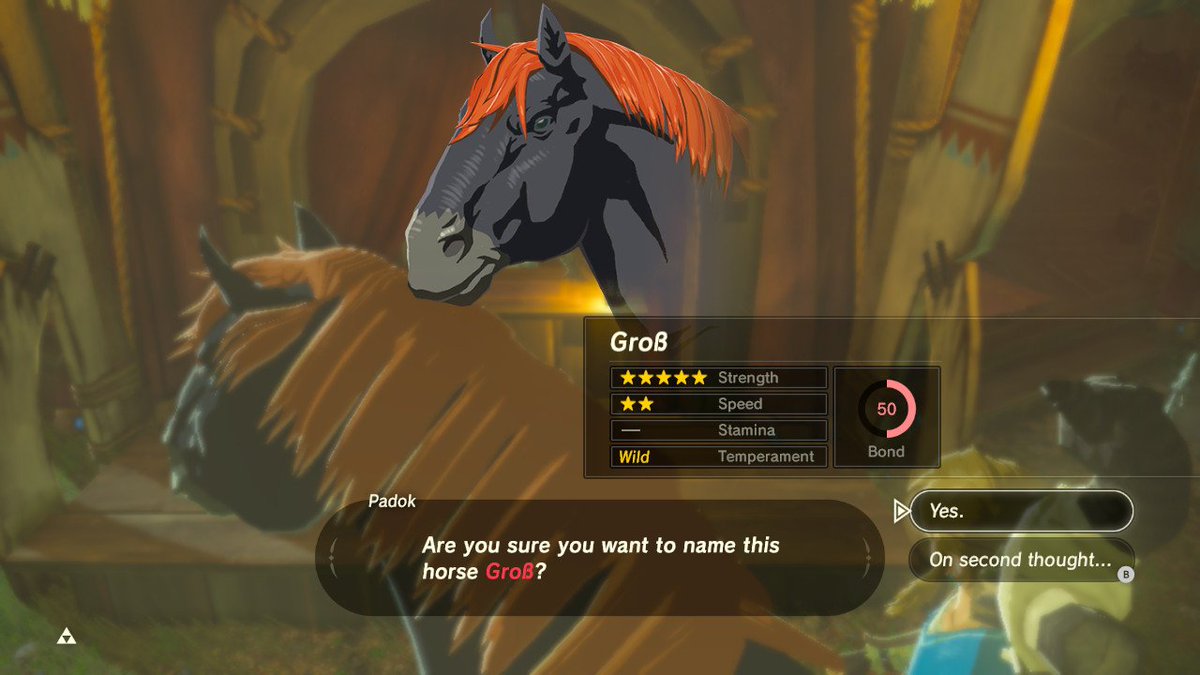 Groß
★★★★★ Strength
★★ Speed
— Stamina
Wild Temperament
50
Bond
Padok
Are you sure you want to name this
horse Groß?
Yes.
On second thought...
B